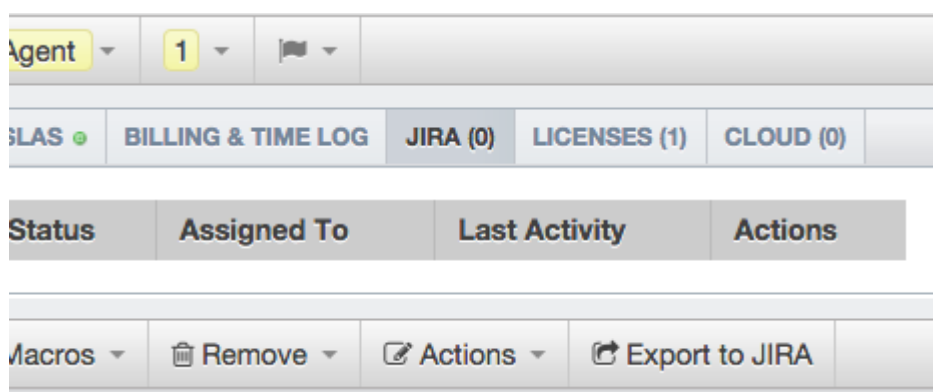 Agent 1
SLAS BILLING & TIME LOG JIRA (0) LICENSES (1) CLOUD (0)
Status Assigned To Last Activity Actions
Macros Remove Actions Export to JIRA